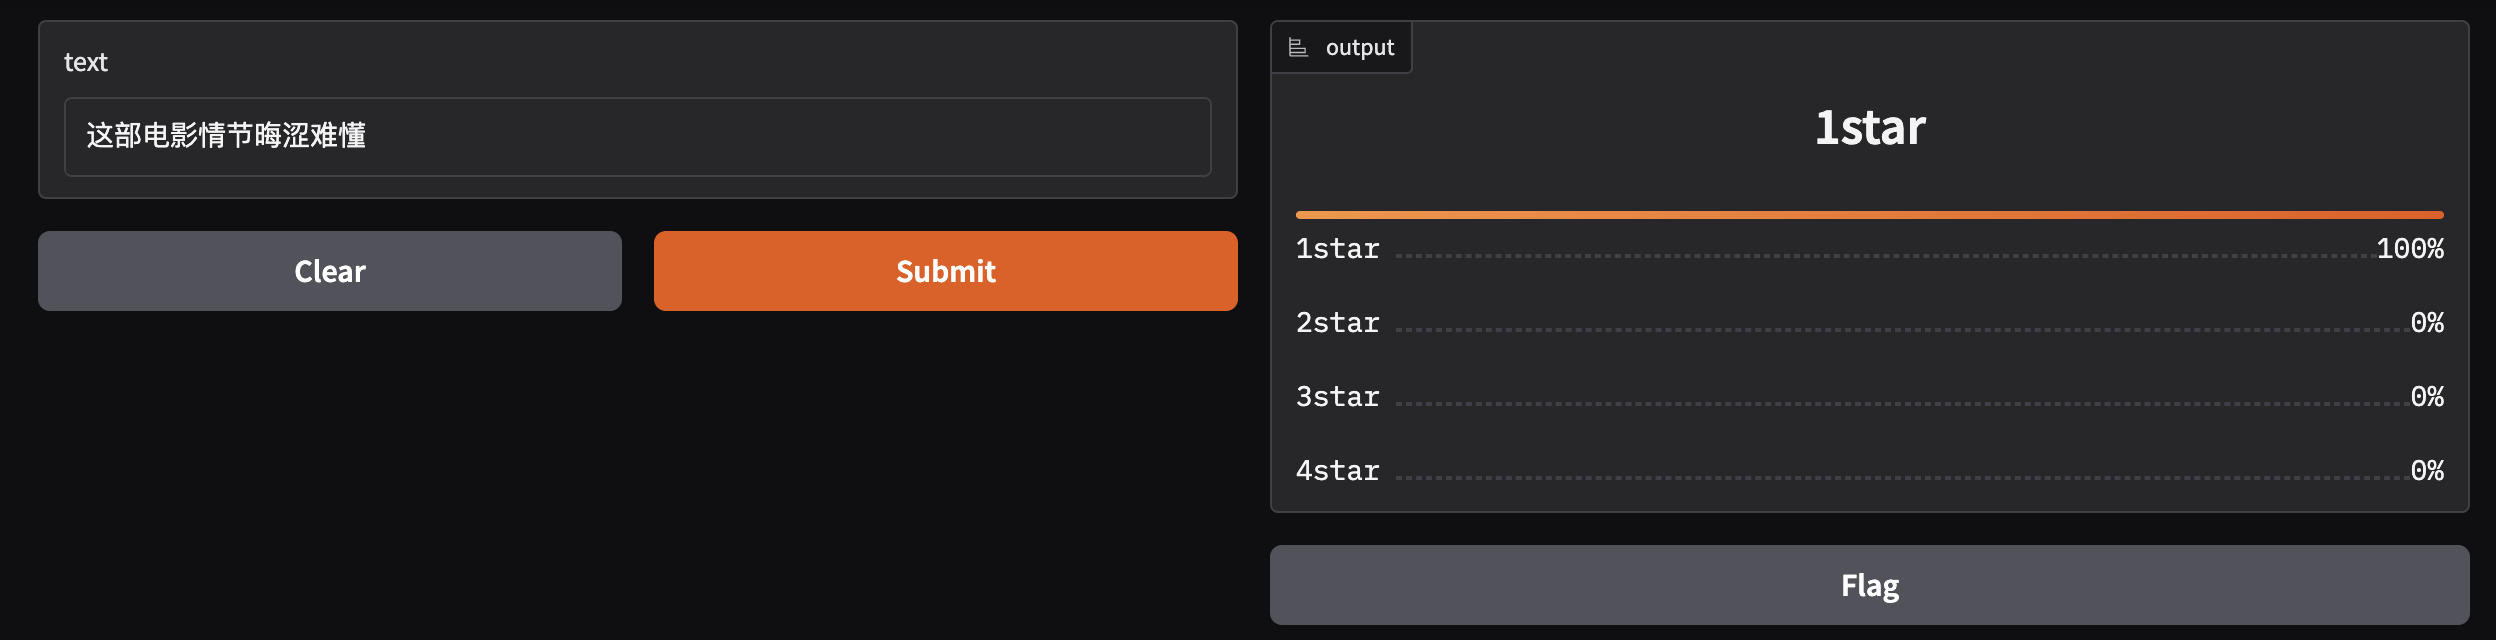 text
这部电影情节晦涩难懂
Clear
Submit
output
1star
1star 100%
2star 0%
3star 0%
4star 0%
Flag